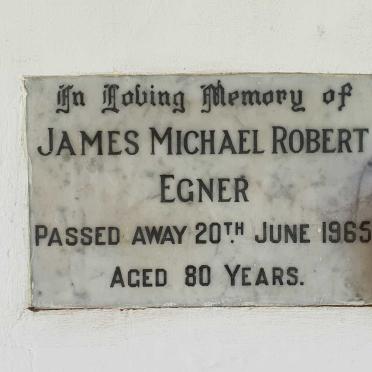 In Loving Memory of
JAMES MICHAEL ROBERT
EGNER
PASSED AWAY 20TH. JUNE 1965
AGED 80 YEARS.